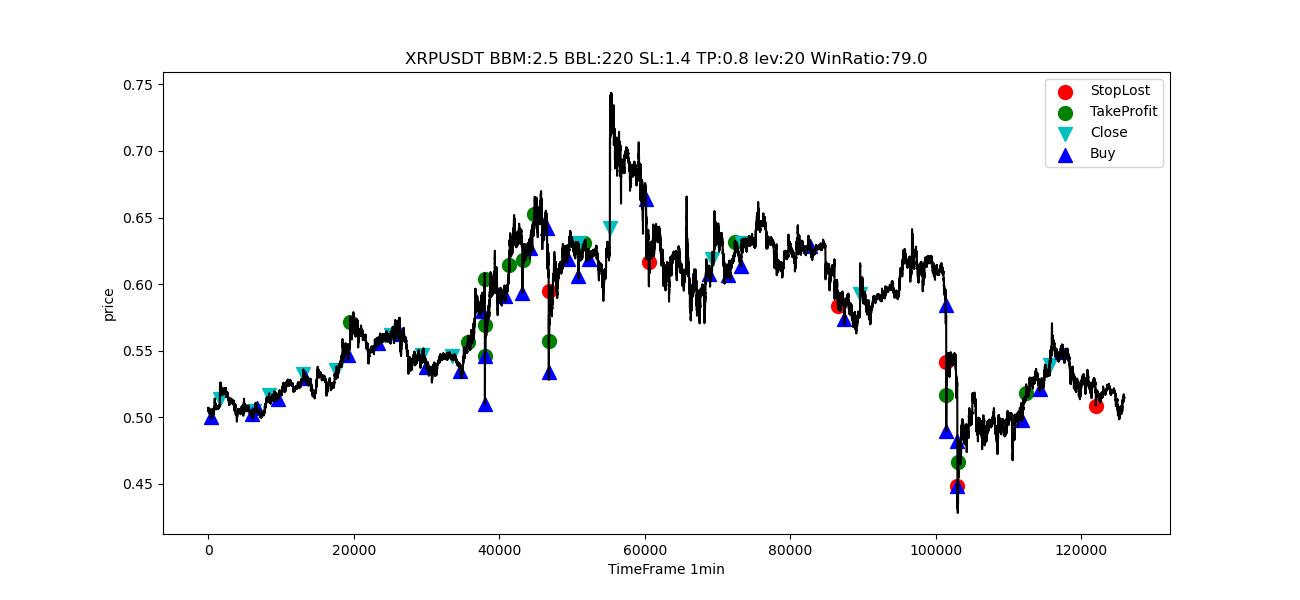 XRPUSDT BBM:2.5 BBL:220 SL:1.4 TP:0.8 lev:20 WinRatio:79.0
StopLost
TakeProfit
Close
Buy
0.75
0.70
0.65
0.60
0.55
0.50
0.45
price
0 20000 40000 60000 80000 100000 120000
TimeFrame 1min